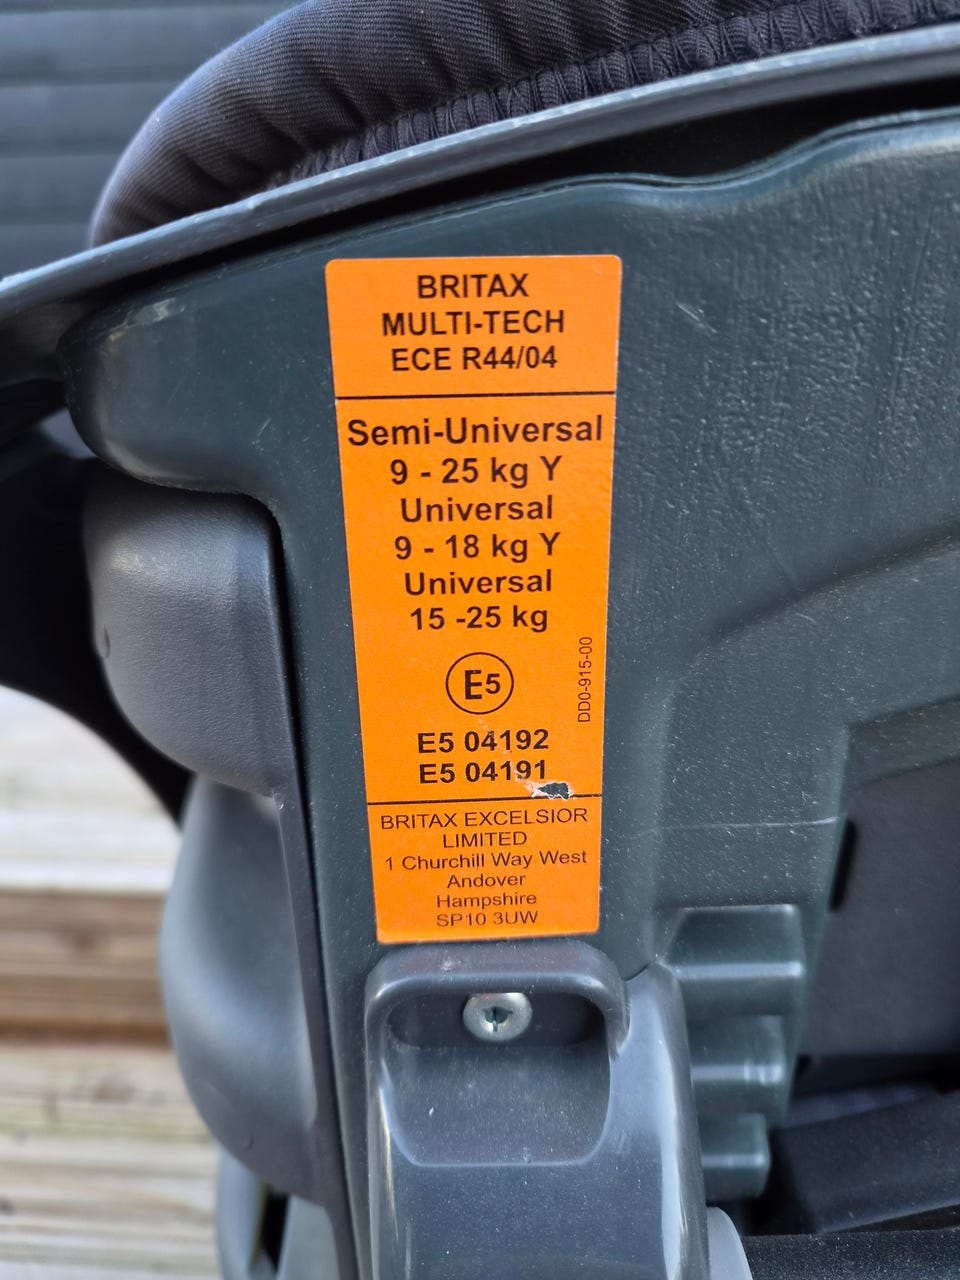 BRITAX
MULTI-TECH
ECE R44/04
Semi-Universal
9 - 25 kg Y
Universal
9 - 18 kg Y
Universal
15 -25 kg
E5
DD0-915-00
E5 04192
E5 04191
BRITAX EXCELSIOR
LIMITED
1 Churchill Way West
Andover
Hampshire
SP10 3UW